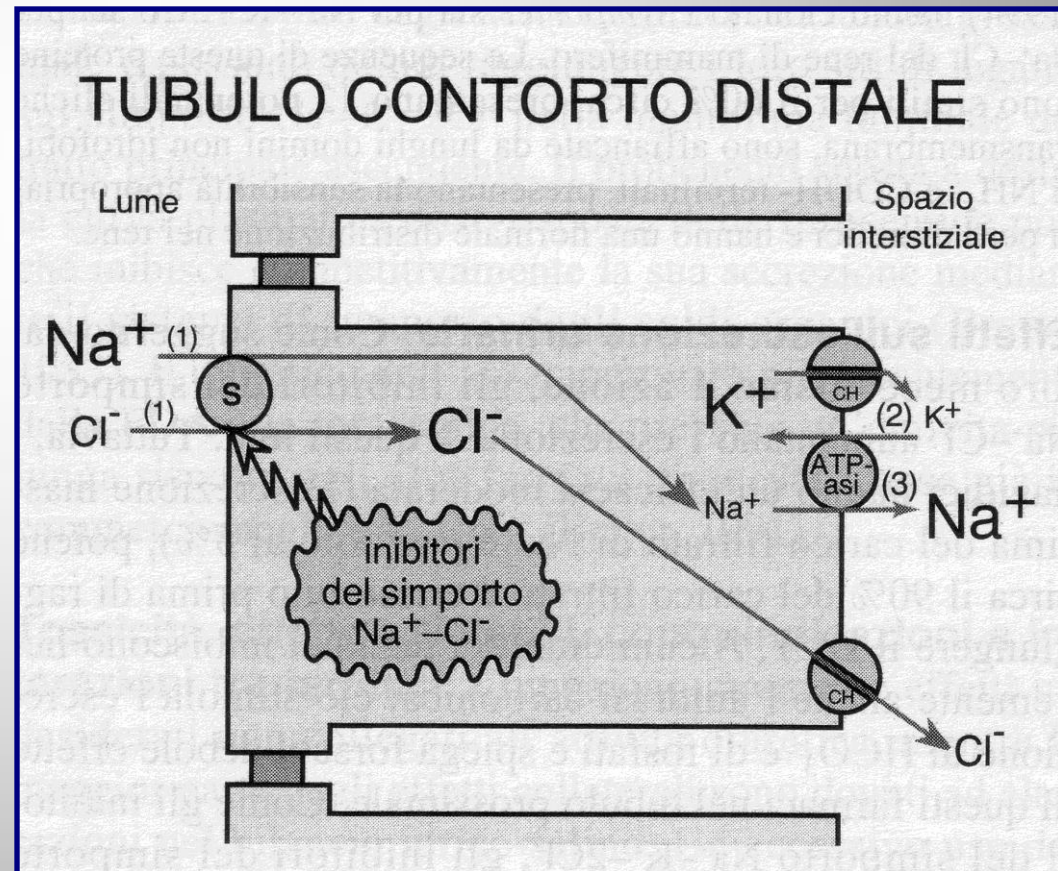 TUBULO CONTORTO DISTALE
Lume
Spazio
interstiziale
Na⁺ (1)
Cl⁻ (1)
S
Cl⁻
K⁺
CH
(2) K⁺
ATP-
asi
(3)
Na⁺
Na⁺
inibitori
del simporto
Na⁺–Cl⁻
CH
Cl⁻